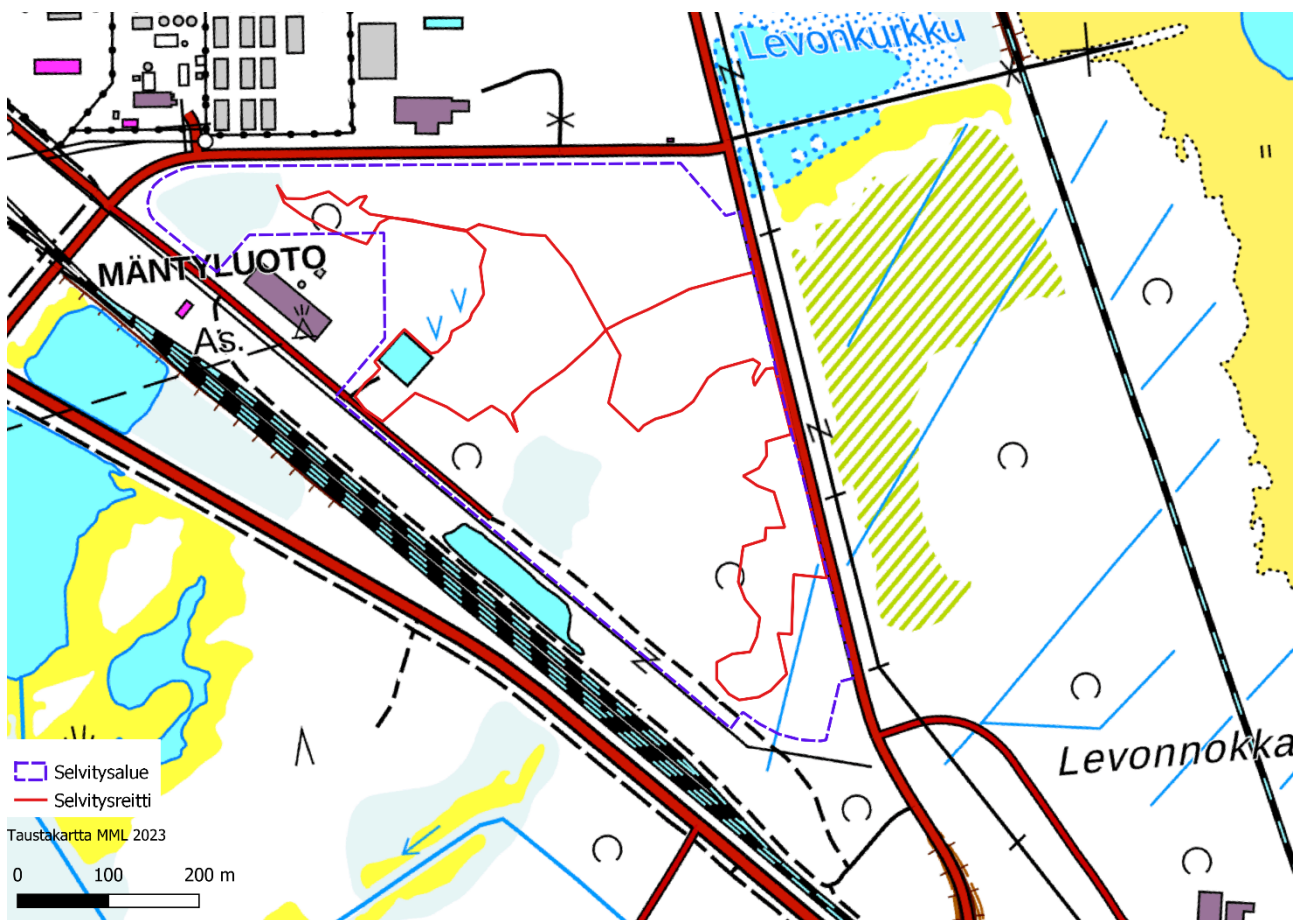 Levonkurkku
MÄNTYLUOTO
As.
Levonnokka
Selvitysalue
Selvitysreitti
Taustakartta MML 2023
0 100 200 m